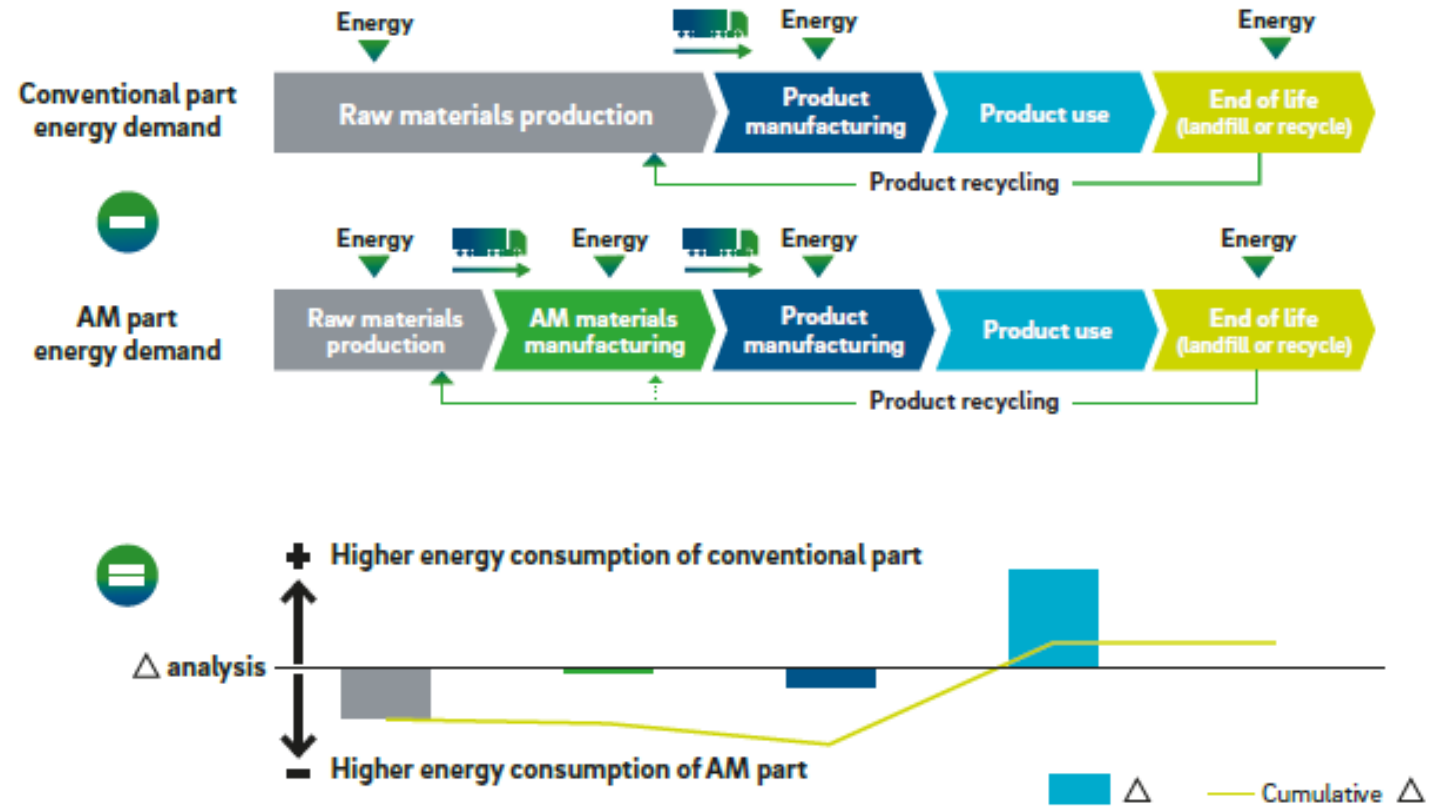 Energy
Energy
Energy
Conventional part
energy demand
Raw materials production
Product
manufacturing
Product use
End of life
(landfill or recycle)
Product recycling
Energy
Energy
Energy
Energy
AM part
energy demand
Raw materials
production
AM materials
manufacturing
Product
manufacturing
Product use
End of life
(landfill or recycle)
Product recycling
+ Higher energy consumption of conventional part
△ analysis
− Higher energy consumption of AM part
△
Cumulative △